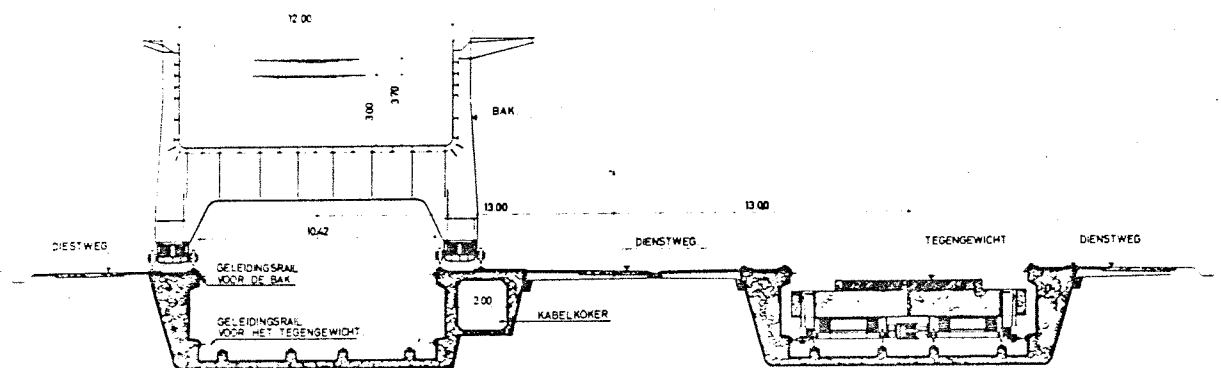 12.00
3.00
3.70
BAK
13.00
13.00
10.42
DIESTWEG
DIENSTWEG
TEGENGEWICHT
DIENSTWEG
GELEIDINGSRAIL
VOOR DE BAK
2.00
KABELKOKER
GELEIDINGSRAIL
VOOR HET TEGENGEWICHT